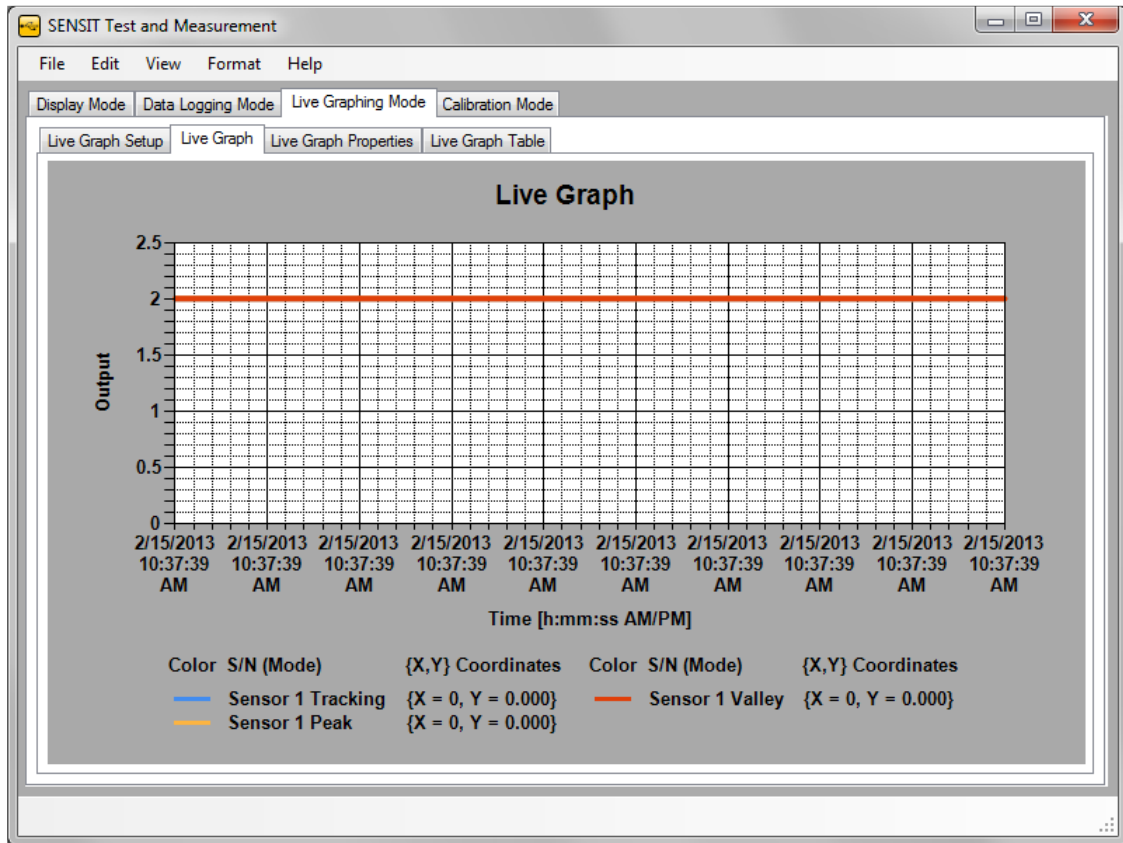 SENSIT Test and Measurement
File Edit View Format Help
Display Mode Data Logging Mode Live Graphing Mode Calibration Mode
Live Graph Setup Live Graph Live Graph Properties Live Graph Table
Live Graph
2.5
2
1.5
1
0.5
0
Output
2/15/2013 2/15/2013 2/15/2013 2/15/2013 2/15/2013 2/15/2013 2/15/2013 2/15/2013 2/15/2013 2/15/2013
10:37:39 10:37:39 10:37:39 10:37:39 10:37:39 10:37:39 10:37:39 10:37:39 10:37:39 10:37:39
AM AM AM AM AM AM AM AM AM AM
Time [h:mm:ss AM/PM]
Color S/N (Mode) {X,Y} Coordinates Color S/N (Mode) {X,Y} Coordinates
Sensor 1 Tracking {X = 0, Y = 0.000} Sensor 1 Valley {X = 0, Y = 0.000}
Sensor 1 Peak {X = 0, Y = 0.000}